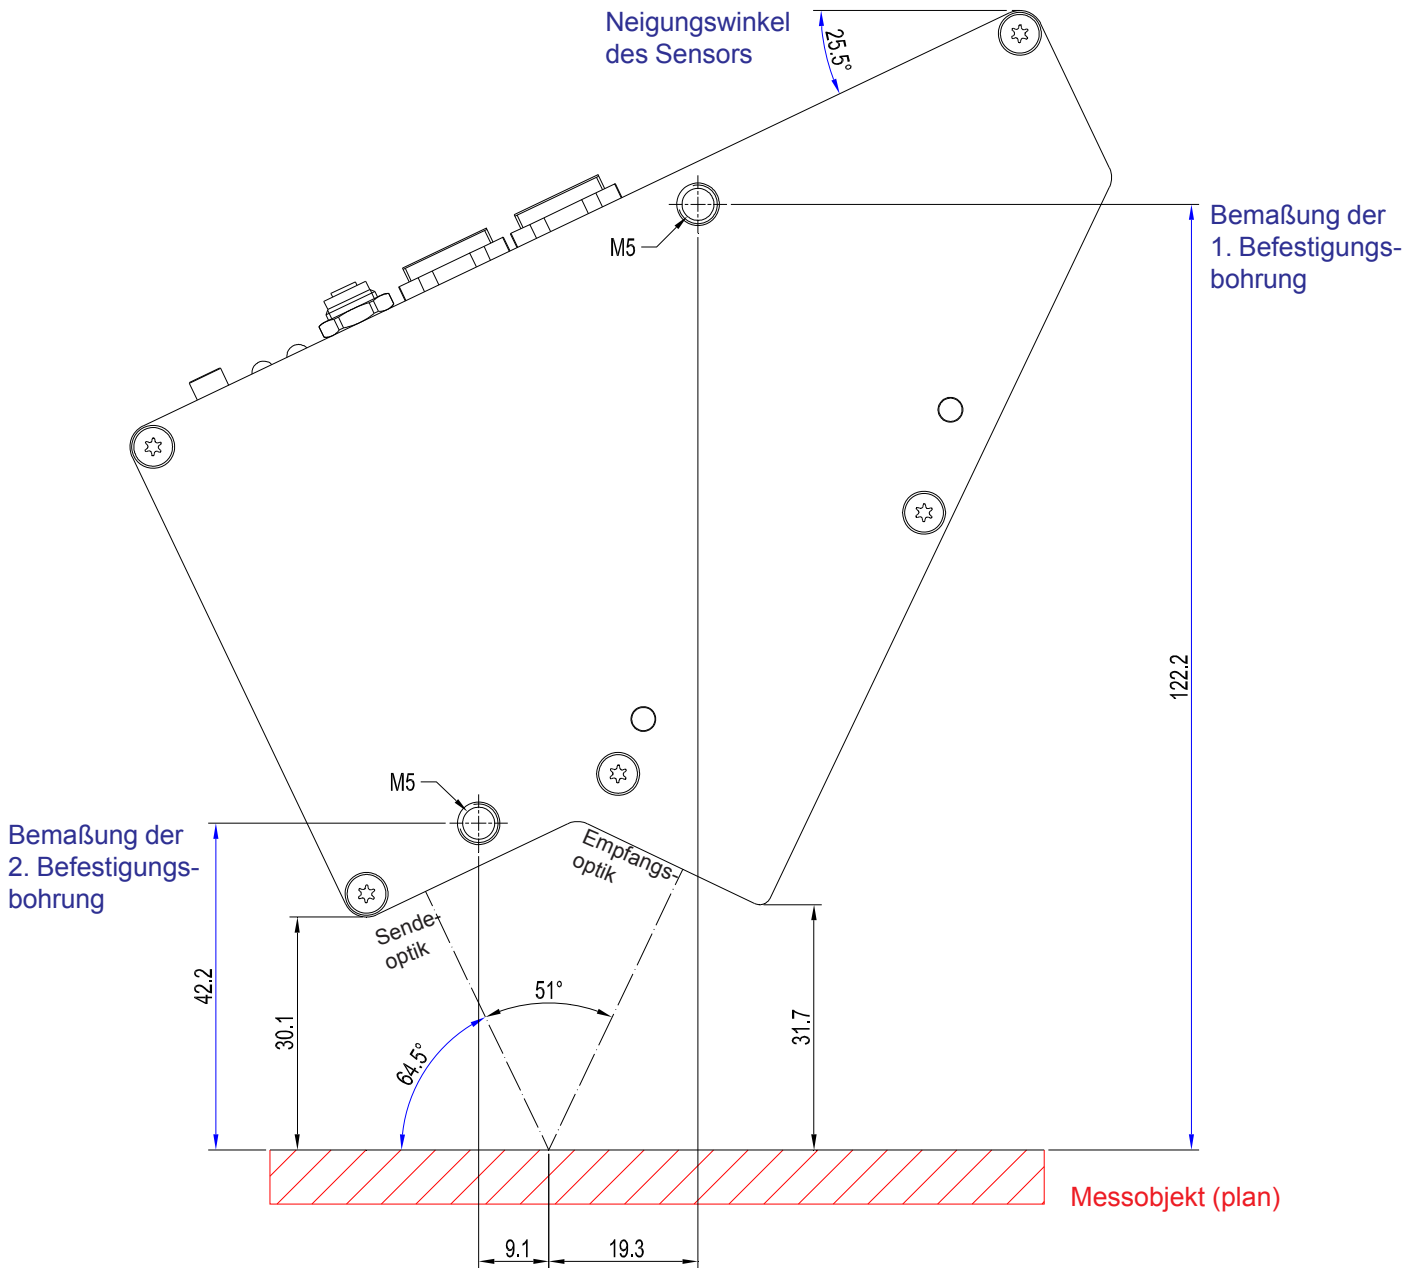 Neigungswinkel
des Sensors
25.5°
M5
Bemaßung der
1. Befestigungs-
bohrung
122.2
M5
Bemaßung der
2. Befestigungs-
bohrung
Empfangs-
optik
Sende-
optik
42.2
30.1
51°
64.5°
31.7
Messobjekt (plan)
9.1
19.3